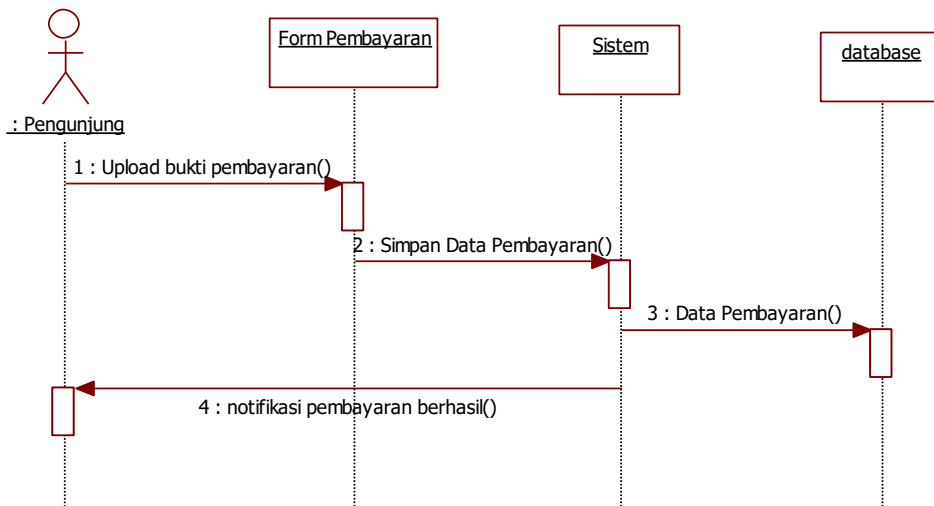 Form Pembayaran
Sistem
database
: Pengunjung
1 : Upload bukti pembayaran()
2 : Simpan Data Pembayaran()
3 : Data Pembayaran()
4 : notifikasi pembayaran berhasil()